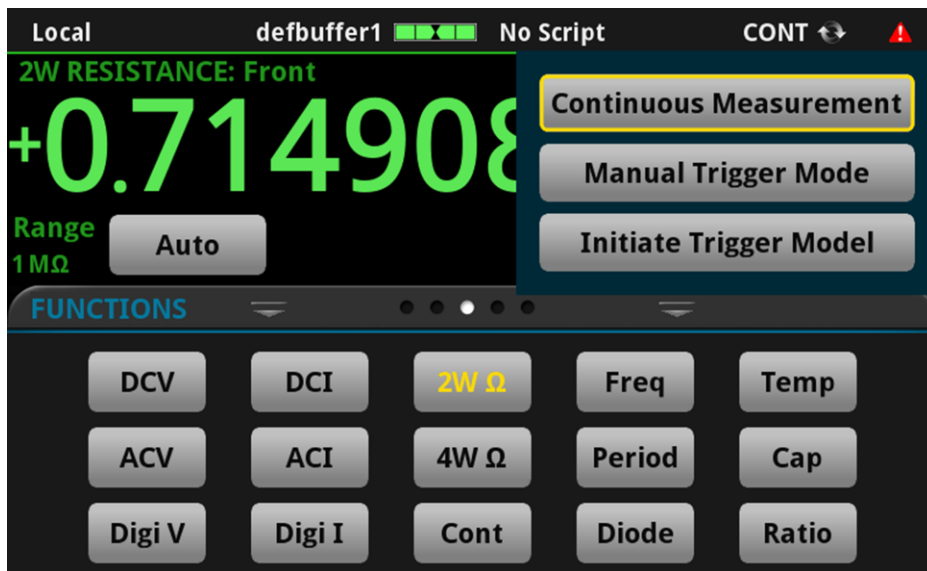 Local defbuffer1 No Script CONT
2W RESISTANCE: Front
+0.714908
Continuous Measurement
Manual Trigger Mode
Initiate Trigger Model
Range
1 MΩ
Auto
FUNCTIONS
DCV DCI 2W Ω Freq Temp
ACV ACI 4W Ω Period Cap
Digi V Digi I Cont Diode Ratio